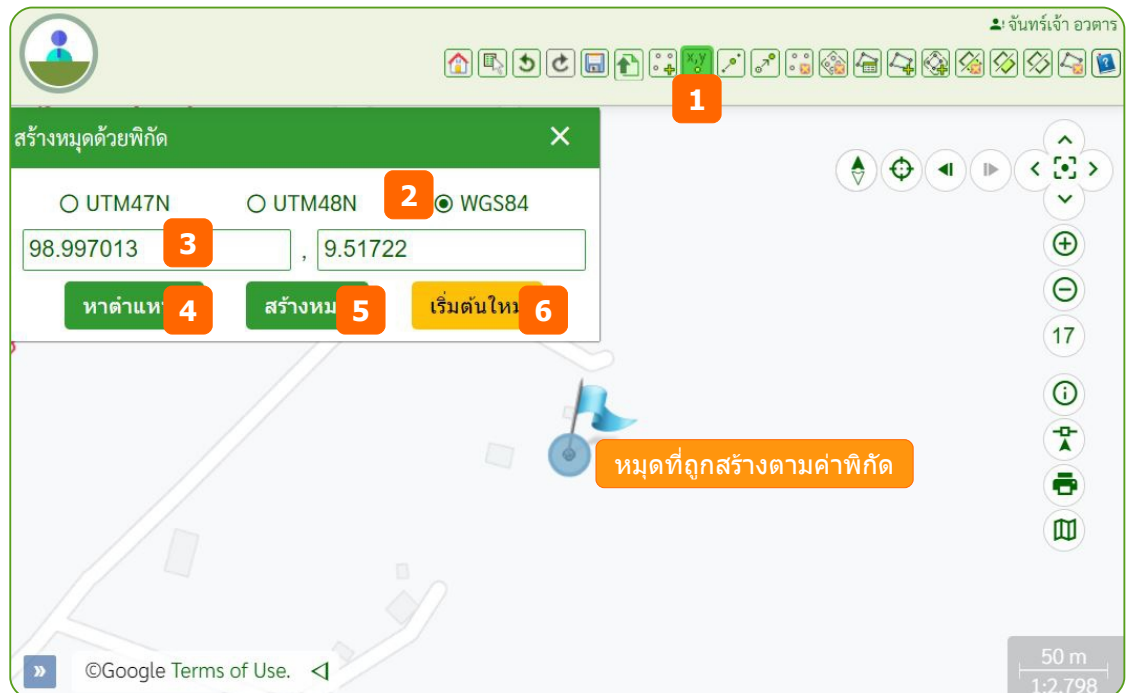 จันทร์เจ้า อวตาร
x,y
1
สร้างหมุดด้วยพิกัด
UTM47N UTM48N 2 WGS84
98.997013 3 , 9.51722
4 5 6
17
หมุดที่ถูกสร้างตามค่าพิกัด
©Google Terms of Use.
50 m
1:2,798